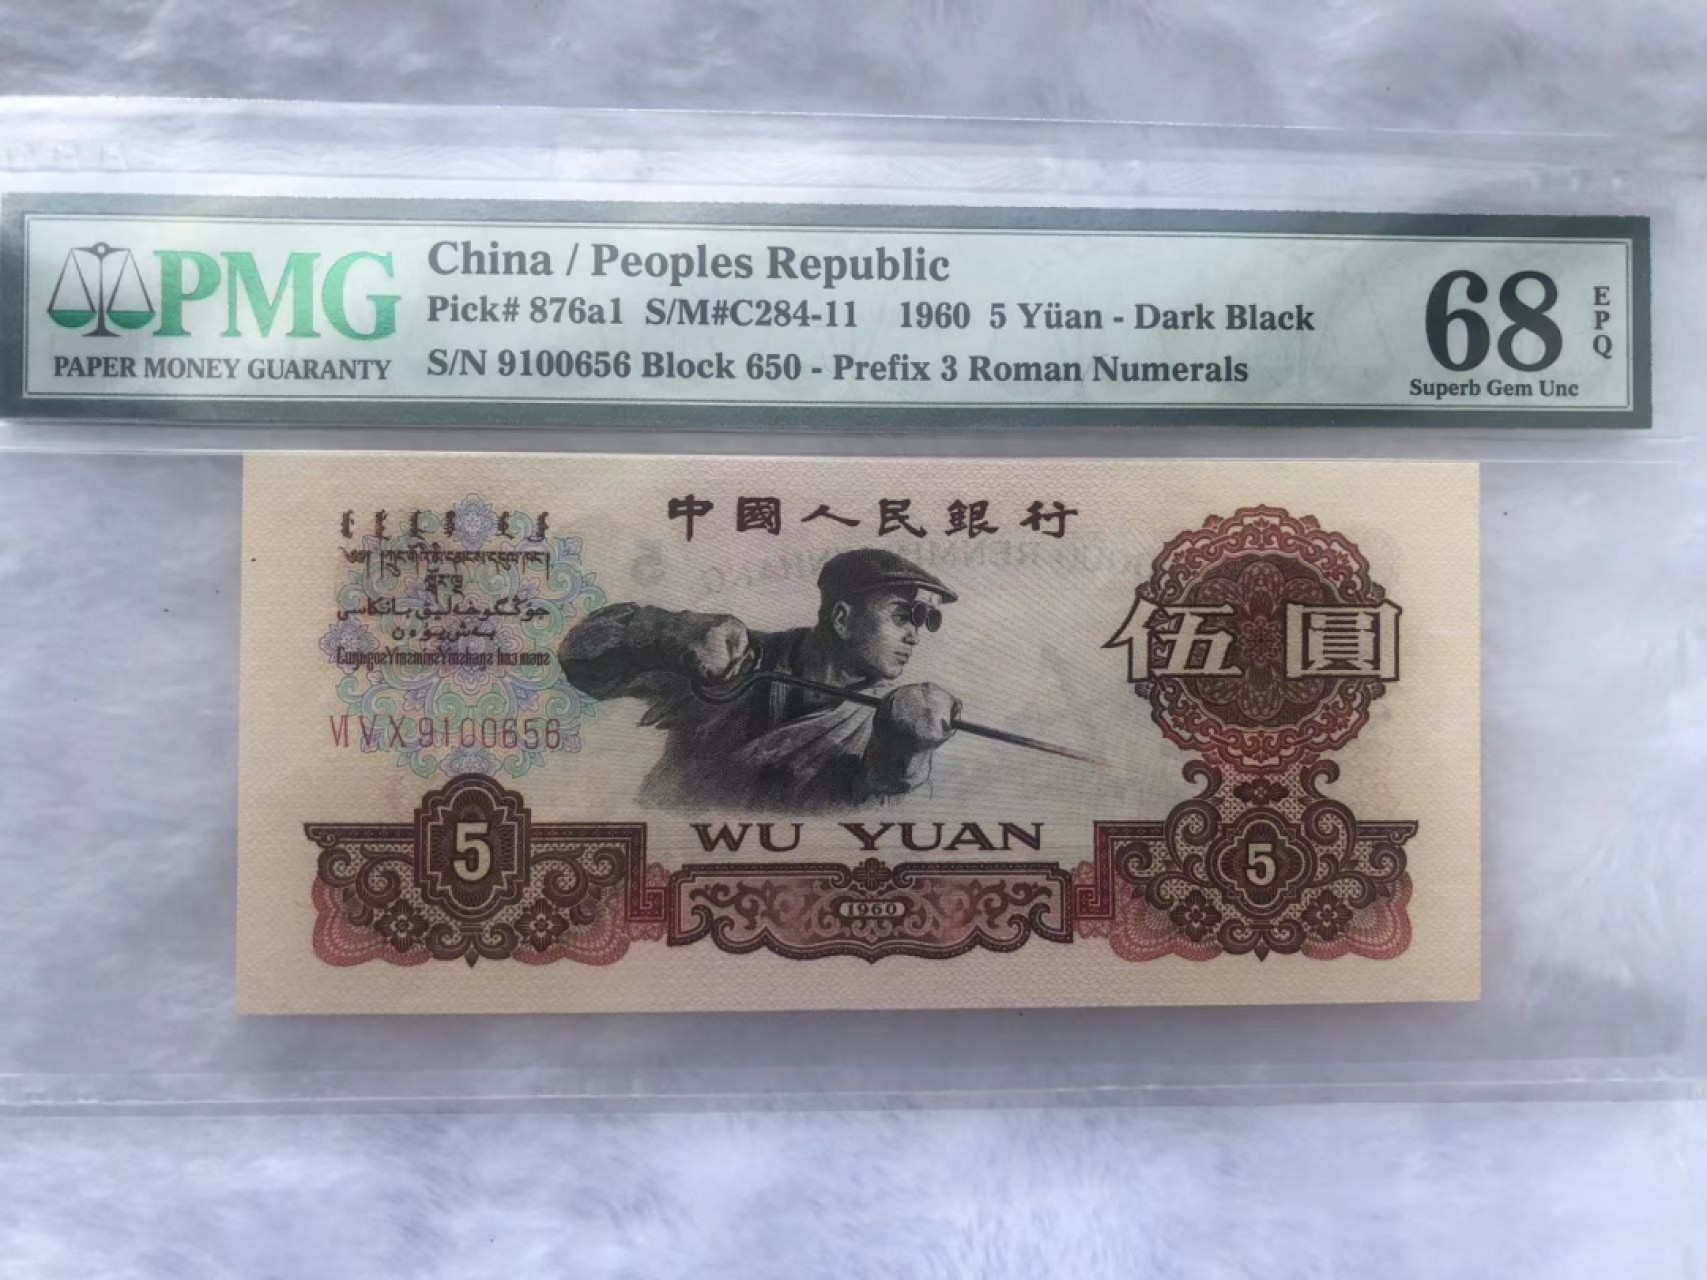 PMG
PAPER MONEY GUARANTY
China / Peoples Republic
Pick# 876a1 S/M#C284-11 1960 5 Yüan - Dark Black
S/N 9100656 Block 650 - Prefix 3 Roman Numerals
68
EPQ
Superb Gem Unc
中國人民銀行
伍圓
VI V X 9100656
WU YUAN
5
5
1960